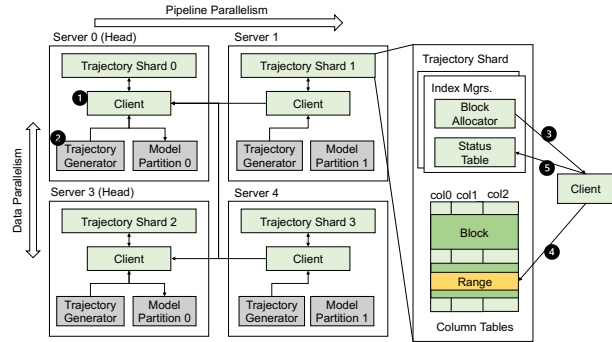 Pipeline Parallelism
Data Parallelism
Server 0 (Head)
Trajectory Shard 0
1
Client
2
Trajectory
Generator
Model
Partition 0
Server 1
Trajectory Shard 1
Client
Trajectory
Generator
Model
Partition 1
Server 3 (Head)
Trajectory Shard 2
Client
Trajectory
Generator
Model
Partition 0
Server 4
Trajectory Shard 3
Client
Trajectory
Generator
Model
Partition 1
Trajectory Shard
Index Mgrs.
Block
Allocator
Status
Table
3
5
Client
4
col0 col1 col2
Block
Range
Column Tables